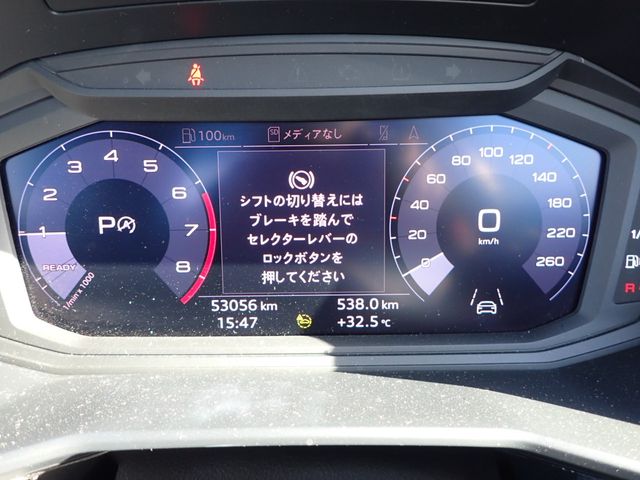 100km
SD メディアなし
シフトの切り替えには
ブレーキを踏んで
セレクターレバーの
ロックボタンを
押してください
1 2 3 4 5 6 7 8
P
READY
1/min x 1000
0 20 40 60 80 100 120 140 180 220 260
0
km/h
53056 km
538.0 km
15:47
+32.5 °C
1/
R